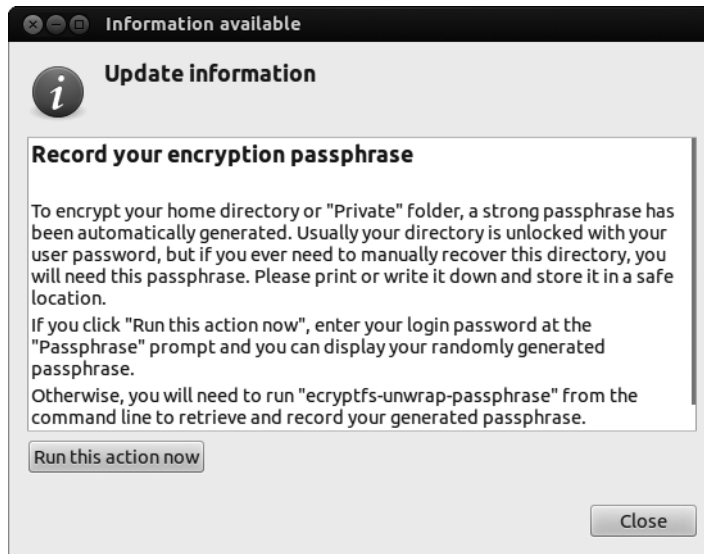 Information available
Update information
Record your encryption passphrase
To encrypt your home directory or "Private" folder, a strong passphrase has
been automatically generated. Usually your directory is unlocked with your
user password, but if you ever need to manually recover this directory, you
will need this passphrase. Please print or write it down and store it in a safe
location.
If you click "Run this action now", enter your login password at the
"Passphrase" prompt and you can display your randomly generated
passphrase.
Otherwise, you will need to run "ecryptfs-unwrap-passphrase" from the
command line to retrieve and record your generated passphrase.
Run this action now
Close